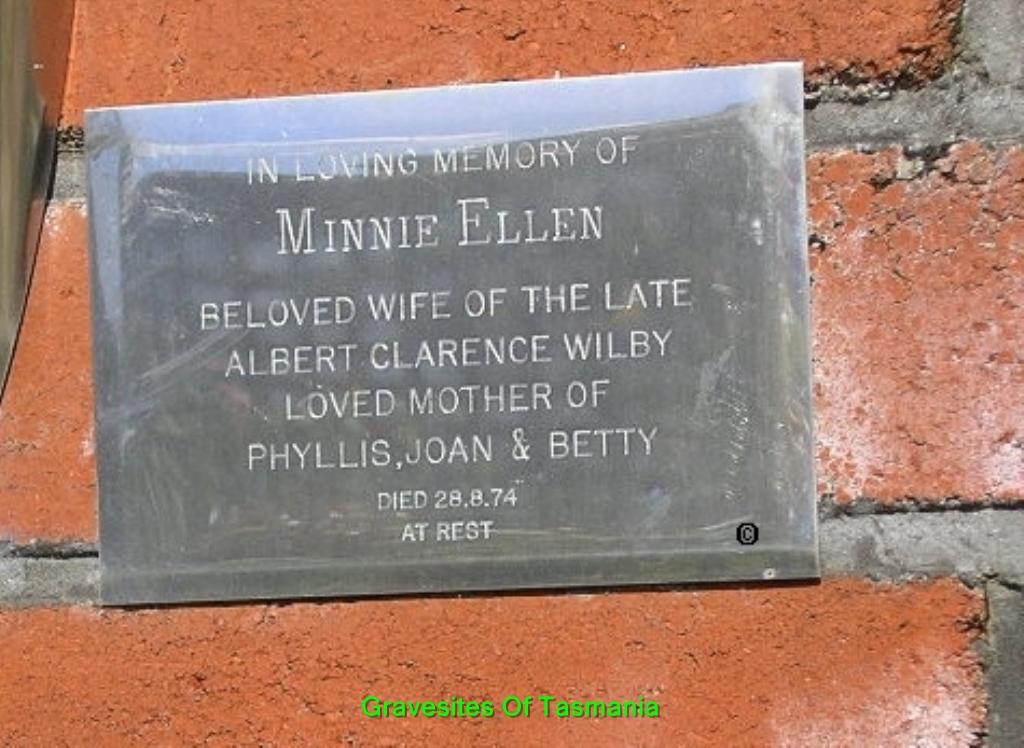 IN LOVING MEMORY OF
MINNIE ELLEN
BELOVED WIFE OF THE LATE
ALBERT CLARENCE WILBY
LOVED MOTHER OF
PHYLLIS, JOAN & BETTY
DIED 28.8.74
AT REST
©
Gravesites Of Tasmania